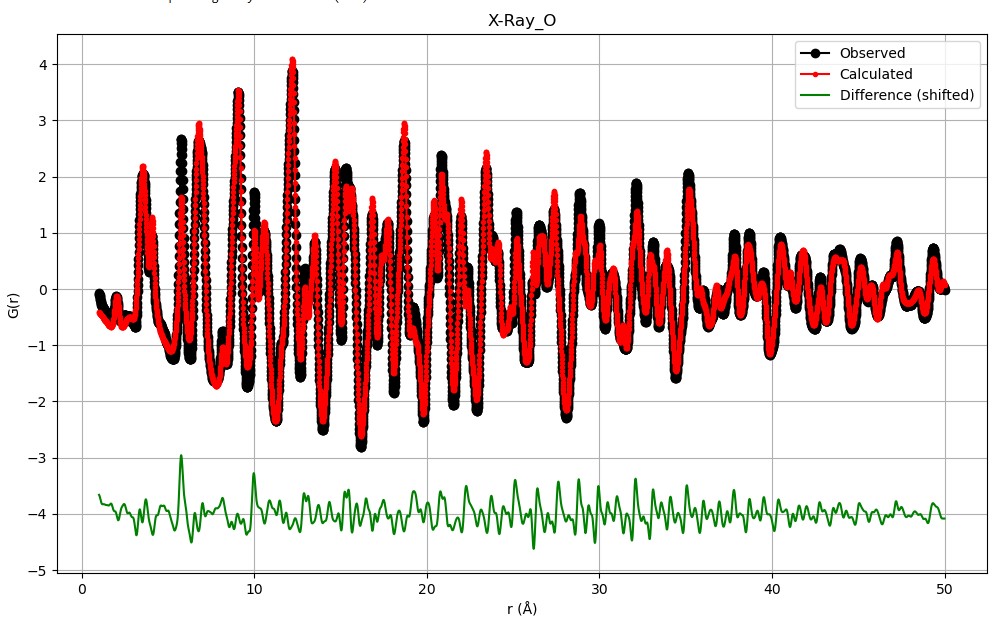 X-Ray_O
Observed
Calculated
Difference (shifted)
G(r)
4
3
2
1
0
−1
−2
−3
−4
−5
0 10 20 30 40 50
r (Å)